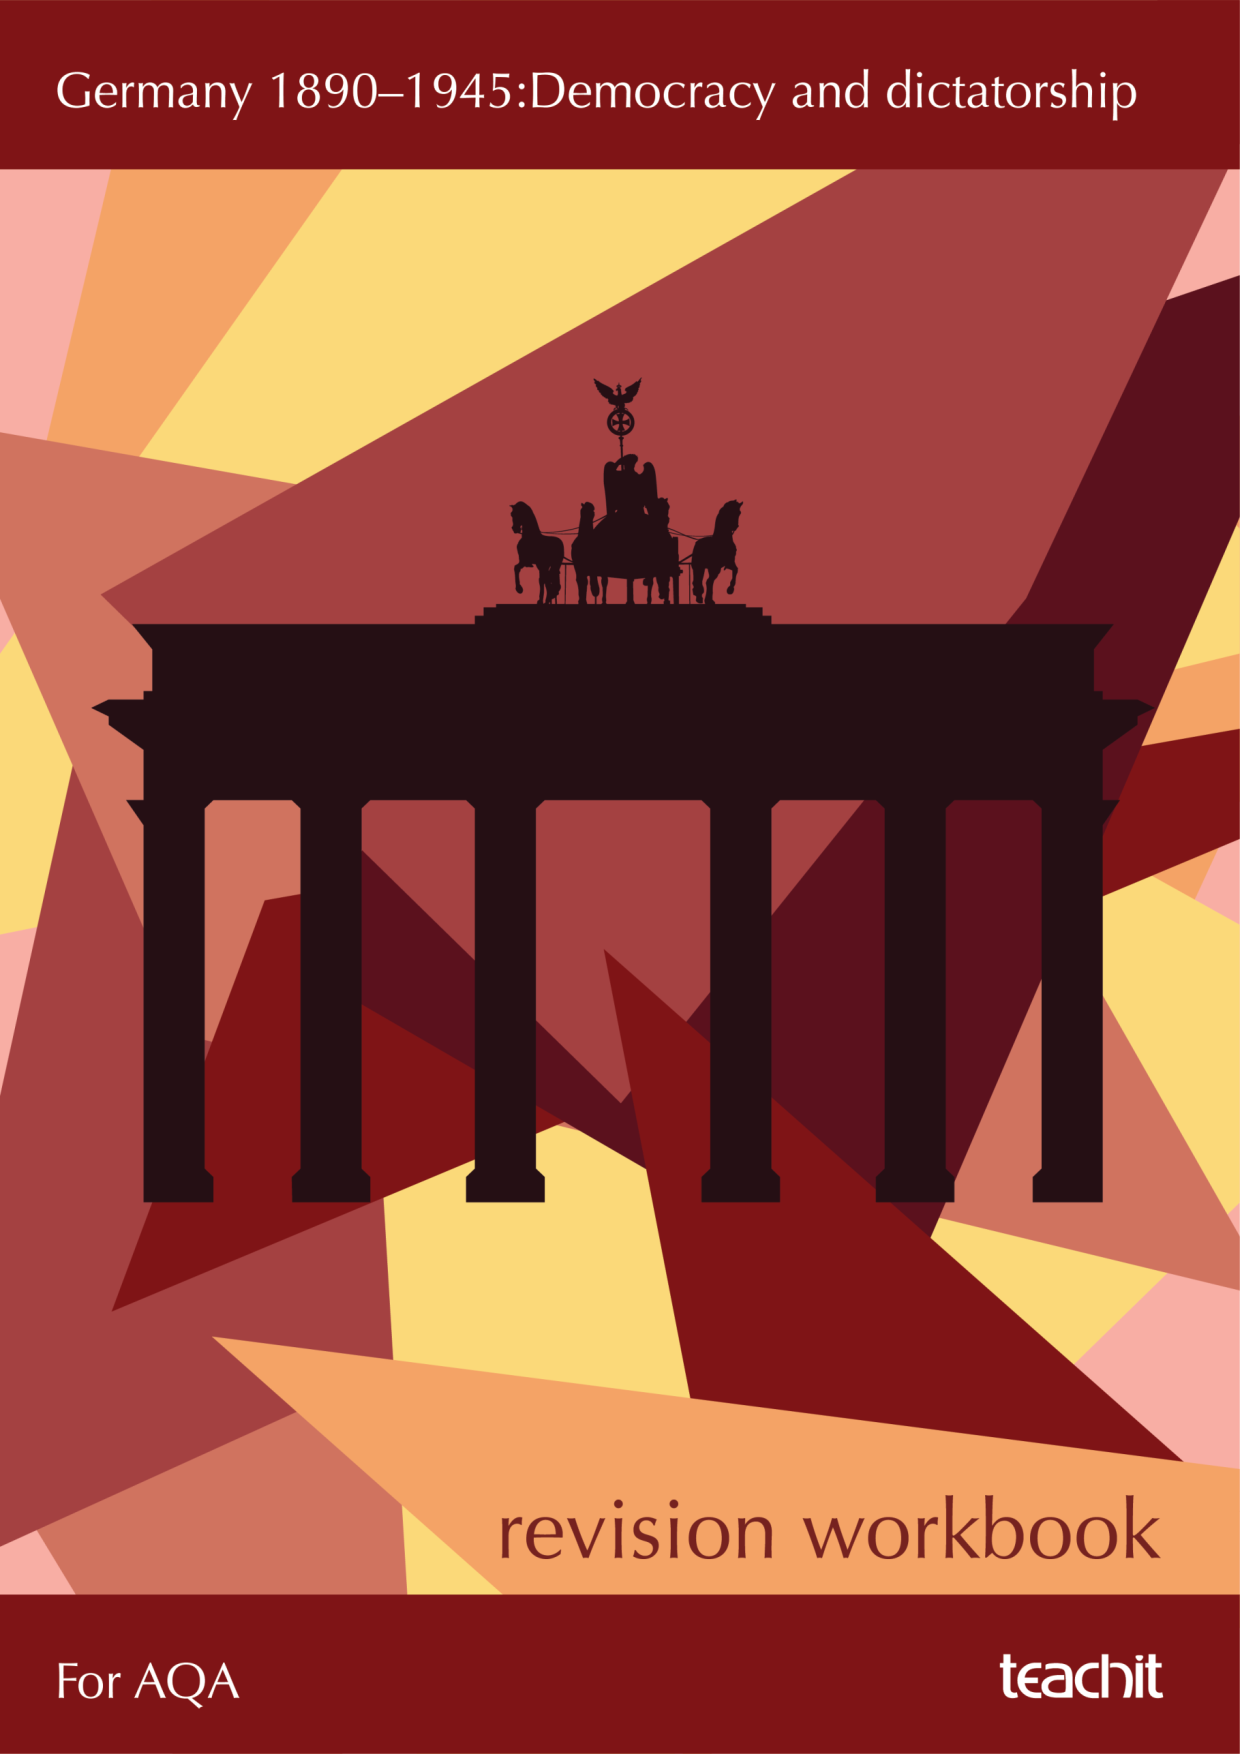 Germany 1890–1945:Democracy and dictatorship
revision workbook
For AQA
teachit